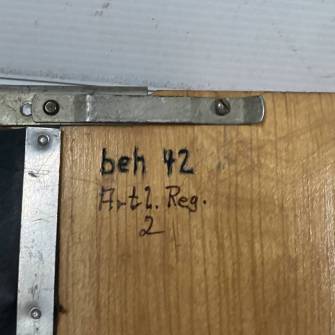 beh 42
Artl. Reg.
2